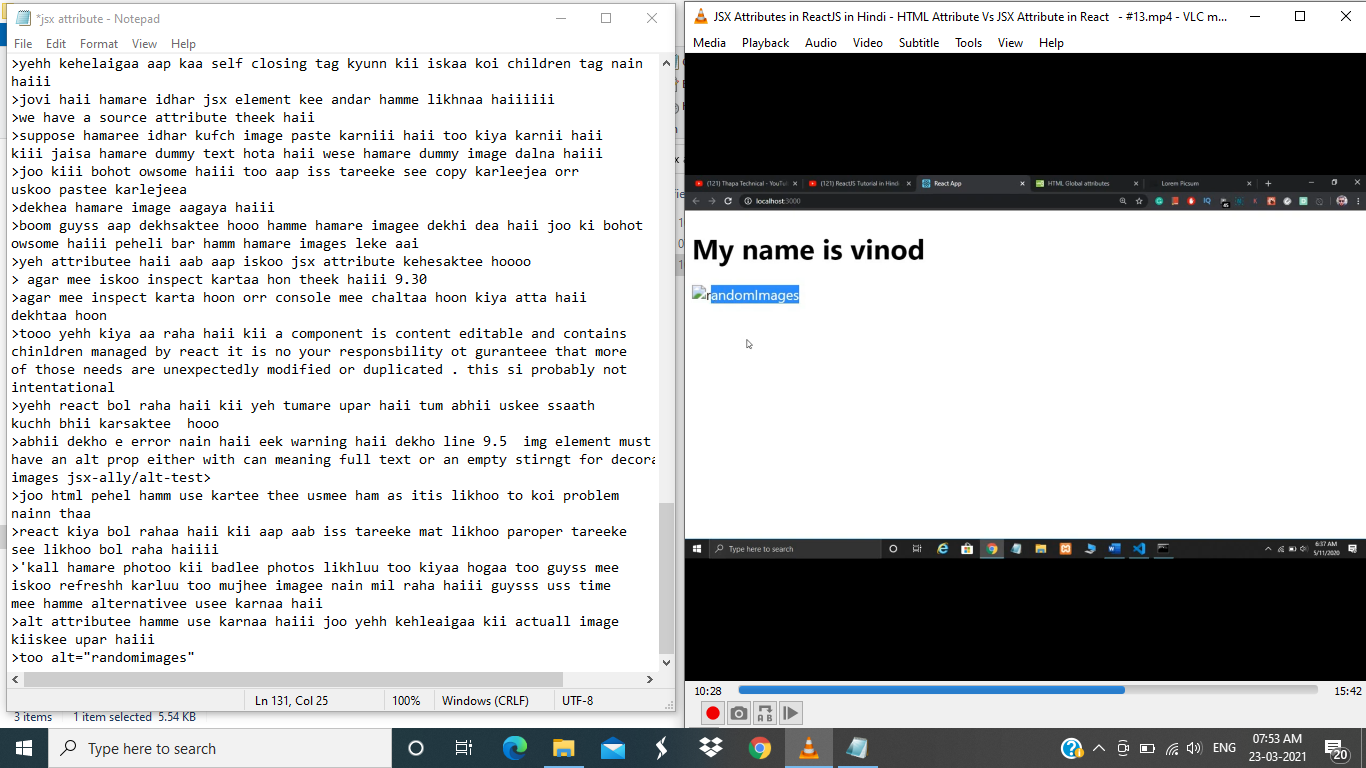 *jsx attribute - Notepad
File Edit Format View Help
>yehh kehelaigaa aap kaa self closing tag kyunn kii iskaa koi children tag nain
haiii
>jovi haii hamare idhar jsx element kee andar hamme likhnaa haiiiiii
>we have a source attribute theek haii
>suppose hamaree idhar kufch image paste karniii haii too kiya karnii haii
kiii jaisa hamare dummy text hota haii wese hamare dummy image dalna haiii
>joo kiii bohot owsome haiii too aap iss tareeke see copy karleejea orr
uskoo pastee karlejeea
>dekhea hamare image aagaya haiii
>boom guyss aap dekhsaktee hooo hamme hamare imagee dekhi dea haii joo ki bohot
owsome haiii peheli bar hamm hamare images leke aai
>yeh attributee haii aab aap iskoo jsx attribute kehesaktee hoooo
> agar mee iskoo inspect kartaa hon theek haiii 9.30
>agar mee inspect karta hoon orr console mee chaltaa hoon kiya atta haii
dekhtaa hoon
>tooo yehh kiya aa raha haii kii a component is content editable and contains
chinldren managed by react it is no your responsbility ot guranteee that more
of those needs are unexpectedly modified or duplicated . this si probably not
intentational
>yehh react bol raha haii kii yeh tumare upar haii tum abhii uskee ssaath
kuchh bhii karsaktee  hooo
>abhii dekho e error nain haii eek warning haii dekho line 9.5  img element must
have an alt prop either with can meaning full text or an empty stirngt for decora
images jsx-ally/alt-test>
>joo html pehel hamm use kartee thee usmee ham as itis likhoo to koi problem
nainn thaa
>react kiya bol rahaa haii kii aap aab iss tareeke mat likhoo paroper tareeke
see likhoo bol raha haiiii
>'kall hamare photoo kii badlee photos likhluu too kiyaa hogaa too guyss mee
iskoo refreshh karluu too mujhee imagee nain mil raha haiii guysss uss time
mee hamme alternativee usee karnaa haii
>alt attributee hamme use karnaa haiii joo yehh kehleaigaa kii actuall image
kiiskee upar haiii
>too alt="randomimages"
Ln 131, Col 25 100% Windows (CRLF) UTF-8
3 items 1 item selected 5.54 KB
JSX Attributes in ReactJS in Hindi - HTML Attribute Vs JSX Attribute in React  - #13.mp4 - VLC m...
Media Playback Audio Video Subtitle Tools View Help
(121) Thapa Technical - YouTu (121) ReactJS Tutorial in Hindi React App HTML Global attributes Lorem Picsum
localhost:3000
My name is vinod
randomImages
Type here to search
6:37 AM
5/11/2020
10:28 15:42
Type here to search
ENG
07:53 AM
23-03-2021
20